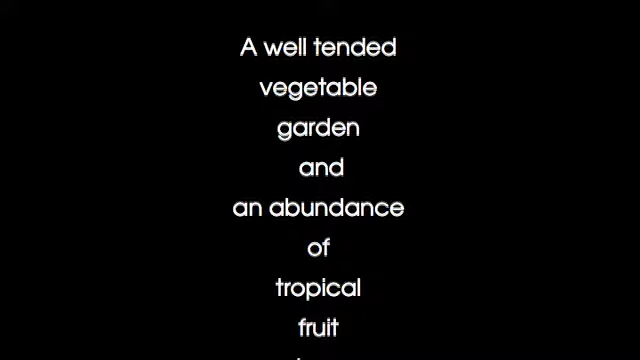 A well tended
vegetable
garden
and
an abundance
of
tropical
fruit